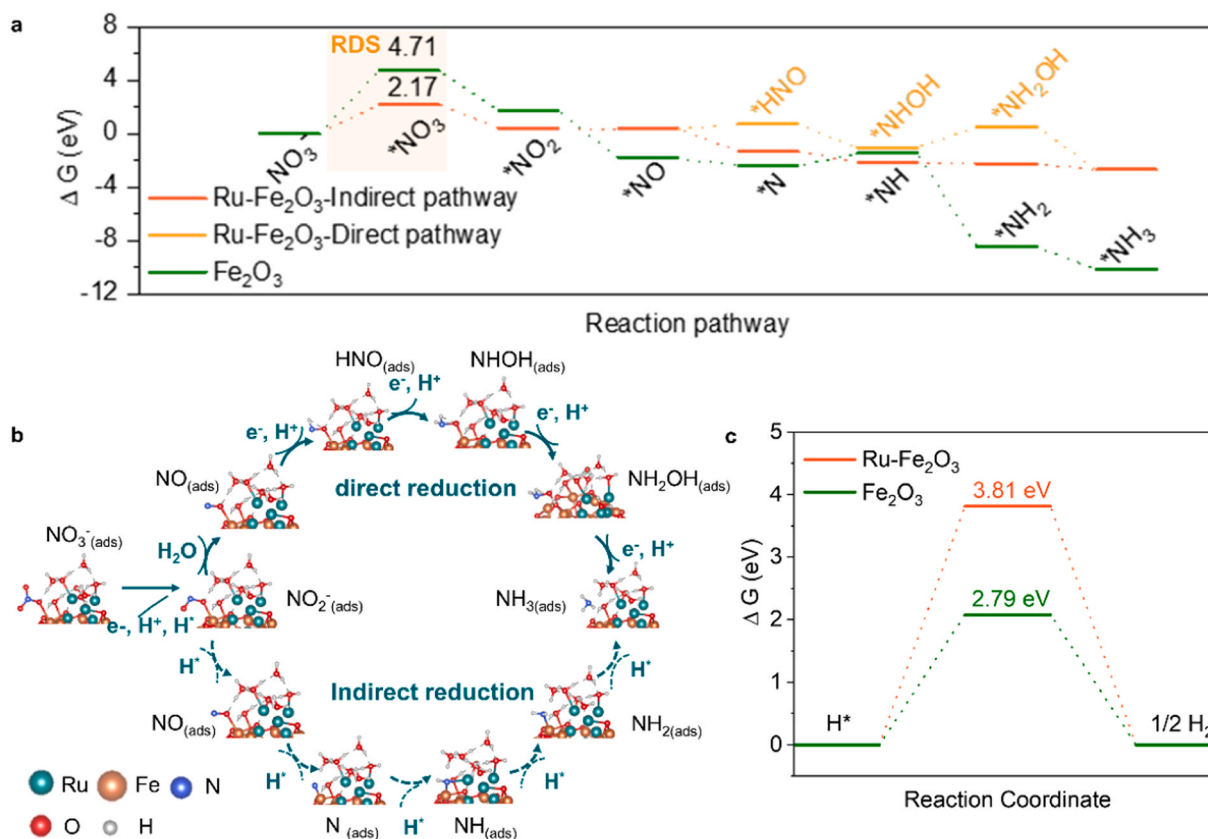 a
8
4
0
-4
-8
-12
Δ G (eV)
RDS
4.71
2.17
NO₃
*NO₃
*NO₂
*NO
*HNO
*N
*NHOH
*NH
*NH₂OH
*NH₂
*NH₃
Ru-Fe₂O₃-Indirect pathway
Ru-Fe₂O₃-Direct pathway
Fe₂O₃
Reaction pathway
b
HNO(ads)
NHOH(ads)
e⁻, H⁺
e⁻, H⁺
e⁻, H⁺
NO(ads)
direct reduction
NH₂OH(ads)
NO₃⁻(ads)
H₂O
e⁻, H⁺
NO₂⁻(ads)
NH₃(ads)
e-, H⁺, H*
H*
Indirect reduction
H*
NO(ads)
NH₂(ads)
H*
H*
N (ads)
H*
NH(ads)
Ru Fe N
O H
c
5
4
3
2
1
0
Δ G (eV)
Ru-Fe₂O₃
Fe₂O₃
3.81 eV
2.79 eV
H*
1/2 H₂
Reaction Coordinate